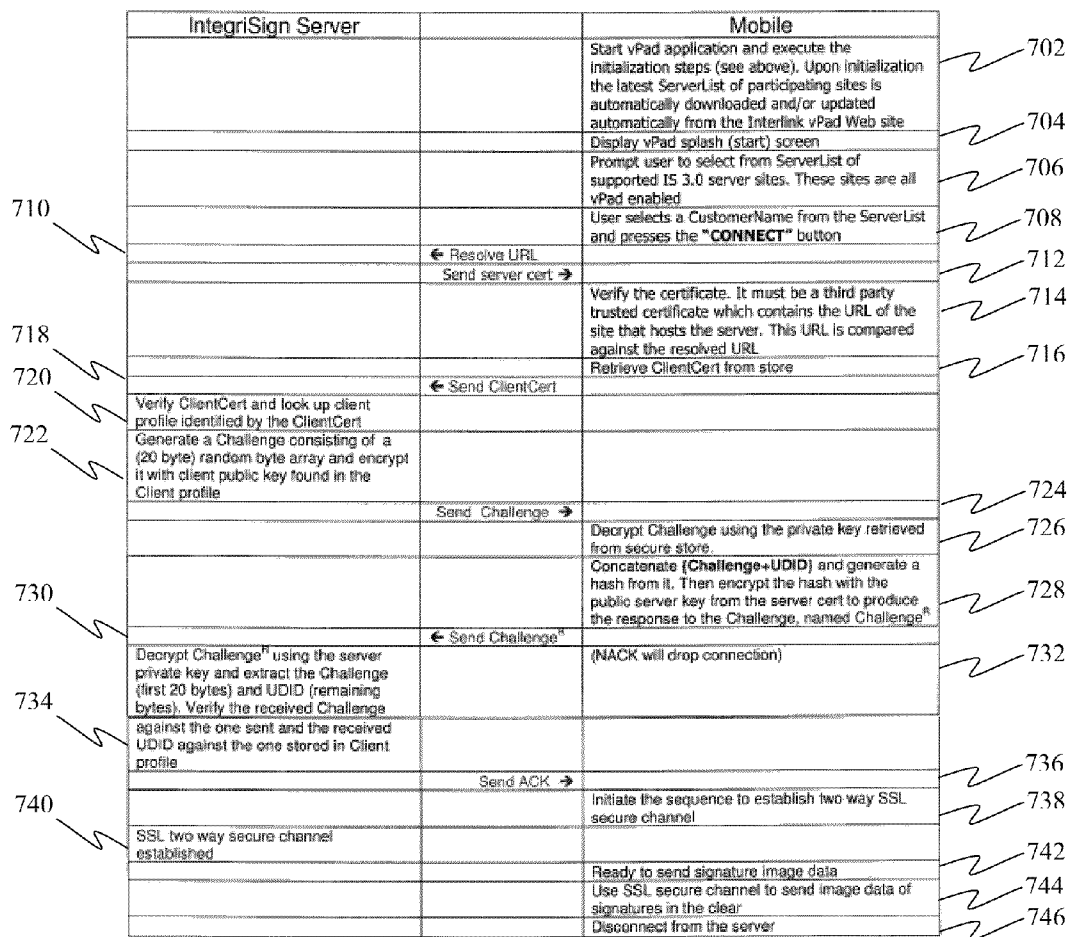 IntegriSign Server Mobile
Start vPad application and execute the
initialization steps (see above). Upon initialization
the latest ServerList of participating sites is
automatically downloaded and/or updated
automatically from the Interlink vPad Web site
702
Display vPad splash (start) screen
704
Prompt user to select from ServerList of
supported IS 3.0 server sites. These sites are all
vPad enabled
706
User selects a CustomerName from the ServerList
and presses the "CONNECT" button
708
710
← Resolve URL
Send server cert →
712
Verify the certificate. It must be a third party
trusted certificate which contains the URL of the
site that hosts the server. This URL is compared
against the resolved URL
714
Retrieve ClientCert from store
716
718
← Send ClientCert
720
Verify ClientCert and look up client
profile identified by the ClientCert
722
Generate a Challenge consisting of a
(20 byte) random byte array and encrypt
it with client public key found in the
Client profile
Send Challenge →
724
Decrypt Challenge using the private key retrieved
from secure store.
726
Concatenate {Challenge+UDID} and generate a
hash from it. Then encrypt the hash with the
public server key from the server cert to produce
the response to the Challenge, named Challenge^R
728
730
← Send Challenge^R
Decrypt Challenge^R using the server
private key and extract the Challenge
(first 20 bytes) and UDID (remaining
bytes). Verify the received Challenge
(NACK will drop connection)
732
734
against the one sent and the received
UDID against the one stored in Client
profile
Send ACK →
736
Initiate the sequence to establish two way SSL
secure channel
738
740
SSL two way secure channel
established
Ready to send signature image data
742
Use SSL secure channel to send image data of
signatures in the clear
744
Disconnect from the server
746